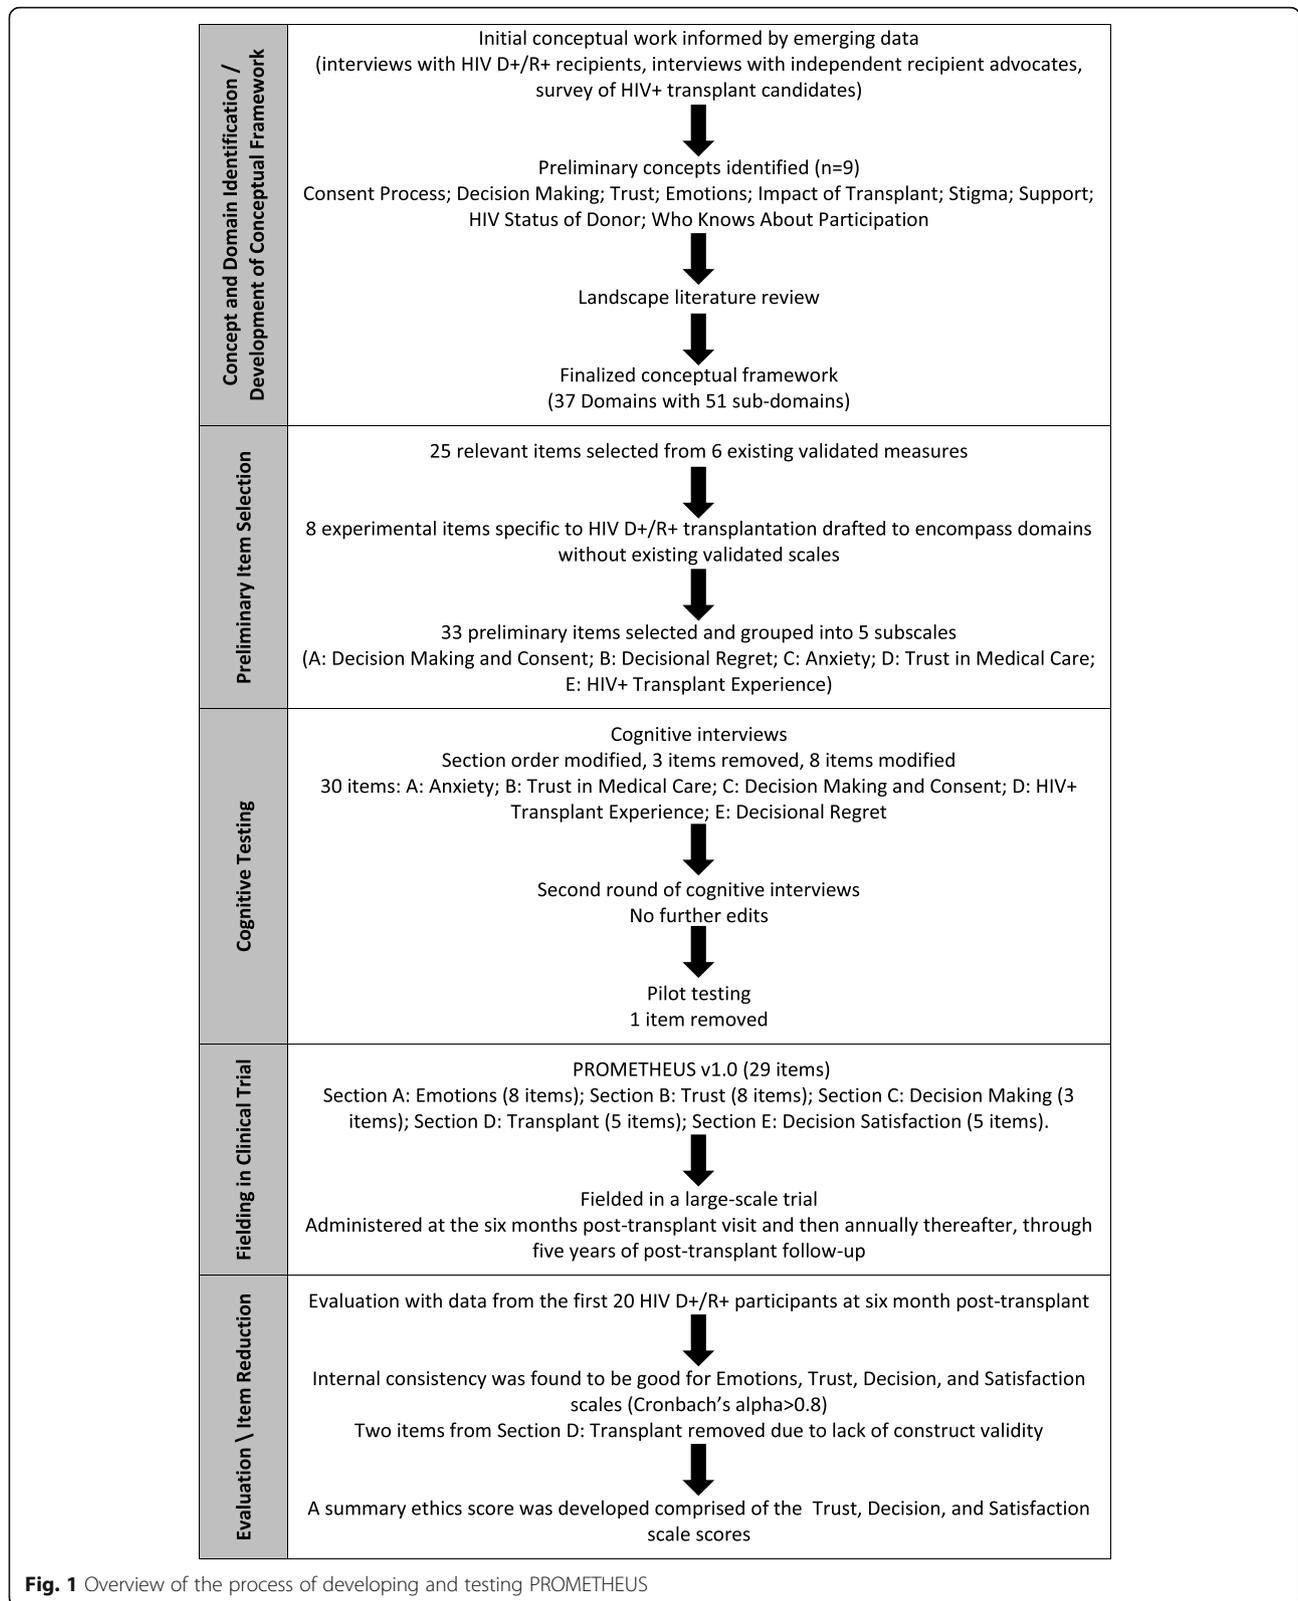 Concept and Domain Identification /
Development of Conceptual Framework
Initial conceptual work informed by emerging data
(interviews with HIV D+/R+ recipients, interviews with independent recipient advocates,
survey of HIV+ transplant candidates)
Preliminary concepts identified (n=9)
Consent Process; Decision Making; Trust; Emotions; Impact of Transplant; Stigma; Support;
HIV Status of Donor; Who Knows About Participation
Landscape literature review
Finalized conceptual framework
(37 Domains with 51 sub-domains)
Preliminary Item Selection
25 relevant items selected from 6 existing validated measures
8 experimental items specific to HIV D+/R+ transplantation drafted to encompass domains
without existing validated scales
33 preliminary items selected and grouped into 5 subscales
(A: Decision Making and Consent; B: Decisional Regret; C: Anxiety; D: Trust in Medical Care;
E: HIV+ Transplant Experience)
Cognitive Testing
Cognitive interviews
Section order modified, 3 items removed, 8 items modified
30 items: A: Anxiety; B: Trust in Medical Care; C: Decision Making and Consent; D: HIV+
Transplant Experience; E: Decisional Regret
Second round of cognitive interviews
No further edits
Pilot testing
1 item removed
Fielding in Clinical Trial
PROMETHEUS v1.0 (29 items)
Section A: Emotions (8 items); Section B: Trust (8 items); Section C: Decision Making (3
items); Section D: Transplant (5 items); Section E: Decision Satisfaction (5 items).
Fielded in a large-scale trial
Administered at the six months post-transplant visit and then annually thereafter, through
five years of post-transplant follow-up
Evaluation \ Item Reduction
Evaluation with data from the first 20 HIV D+/R+ participants at six month post-transplant
Internal consistency was found to be good for Emotions, Trust, Decision, and Satisfaction
scales (Cronbach's alpha>0.8)
Two items from Section D: Transplant removed due to lack of construct validity
A summary ethics score was developed comprised of the Trust, Decision, and Satisfaction
scale scores
Fig. 1 Overview of the process of developing and testing PROMETHEUS